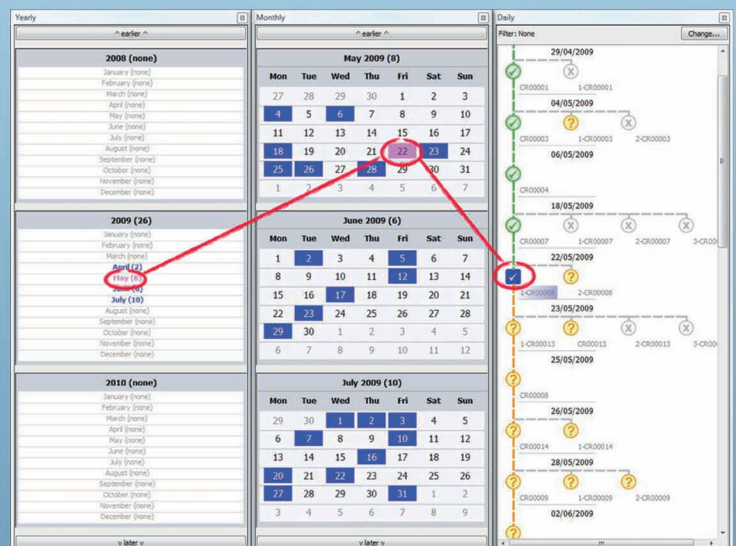 Yearly
^ earlier ^
2008 (none)
January (none)
February (none)
March (none)
April (none)
May (none)
June (none)
July (none)
August (none)
September (none)
October (none)
November (none)
December (none)
2009 (26)
January (none)
February (none)
March (none)
April (2)
May (8)
June (6)
July (10)
August (none)
September (none)
October (none)
November (none)
December (none)
2010 (none)
January (none)
February (none)
March (none)
April (none)
May (none)
June (none)
July (none)
August (none)
September (none)
October (none)
November (none)
December (none)
v later v
Monthly
^ earlier ^
May 2009 (8)
Mon Tue Wed Thu Fri Sat Sun
27 28 29 30 1 2 3
4 5 6 7 8 9 10
11 12 13 14 15 16 17
18 19 20 21 22 23 24
25 26 27 28 29 30 31
1 2 3 4 5 6 7
June 2009 (6)
Mon Tue Wed Thu Fri Sat Sun
1 2 3 4 5 6 7
8 9 10 11 12 13 14
15 16 17 18 19 20 21
22 23 24 25 26 27 28
29 30 1 2 3 4 5
6 7 8 9 10 11 12
July 2009 (10)
Mon Tue Wed Thu Fri Sat Sun
29 30 1 2 3 4 5
6 7 8 9 10 11 12
13 14 15 16 17 18 19
20 21 22 23 24 25 26
27 28 29 30 31 1 2
3 4 5 6 7 8 9
v later v
Daily
Filter: None Change...
29/04/2009
CR00001 1-CR00001
04/05/2009
CR00003 1-CR00003 2-CR00003
06/05/2009
CR00004
18/05/2009
CR00007 1-CR00007 2-CR00007 3-CR00
22/05/2009
1-CR00008 2-CR00008
23/05/2009
1-CR00013 CR00013 2-CR00013 3-CR00
25/05/2009
CR00008
26/05/2009
CR00014 1-CR00014
28/05/2009
CR00009 1-CR00009 2-CR00009
02/06/2009